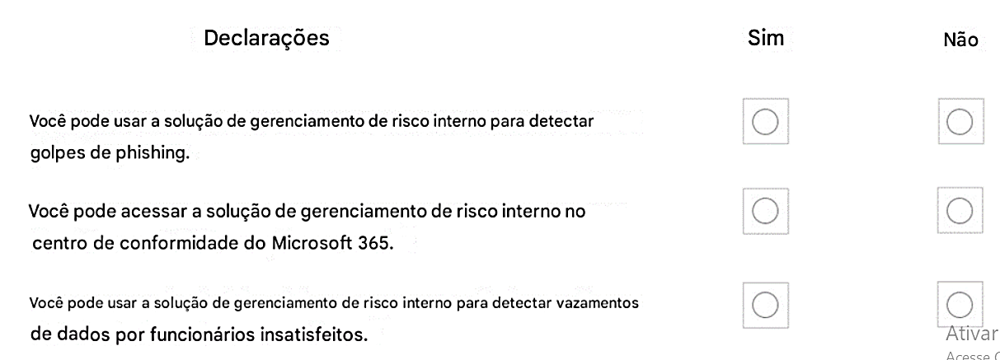 Declarações Sim Não
Você pode usar a solução de gerenciamento de risco interno para detectar
golpes de phishing.
Você pode acessar a solução de gerenciamento de risco interno no
centro de conformidade do Microsoft 365.
Você pode usar a solução de gerenciamento de risco interno para detectar vazamentos
de dados por funcionários insatisfeitos.
Ativar
Acesse